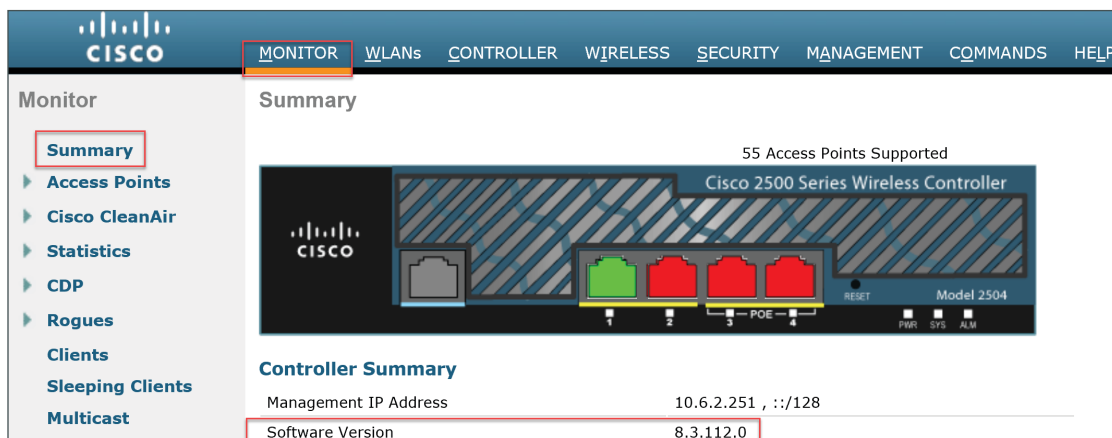 CISCO
MONITOR WLANs CONTROLLER WIRELESS SECURITY MANAGEMENT COMMANDS HELP
Monitor
Summary
Access Points
Cisco CleanAir
Statistics
CDP
Rogues
Clients
Sleeping Clients
Multicast
Summary
55 Access Points Supported
Cisco 2500 Series Wireless Controller
CISCO
RESET
Model 2504
1 2 3 POE 4
PWR SYS ALM
Controller Summary
Management IP Address 10.6.2.251 , ::/128
Software Version 8.3.112.0